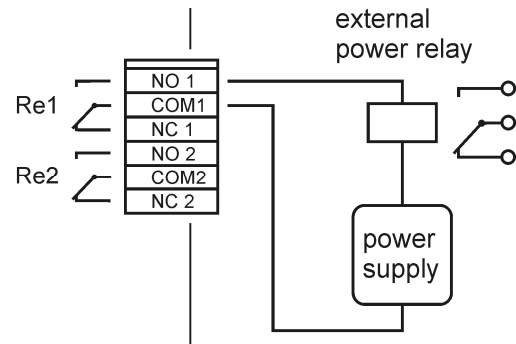 external
power relay
Re1
Re2
NO 1
COM1
NC 1
NO 2
COM2
NC 2
power
supply